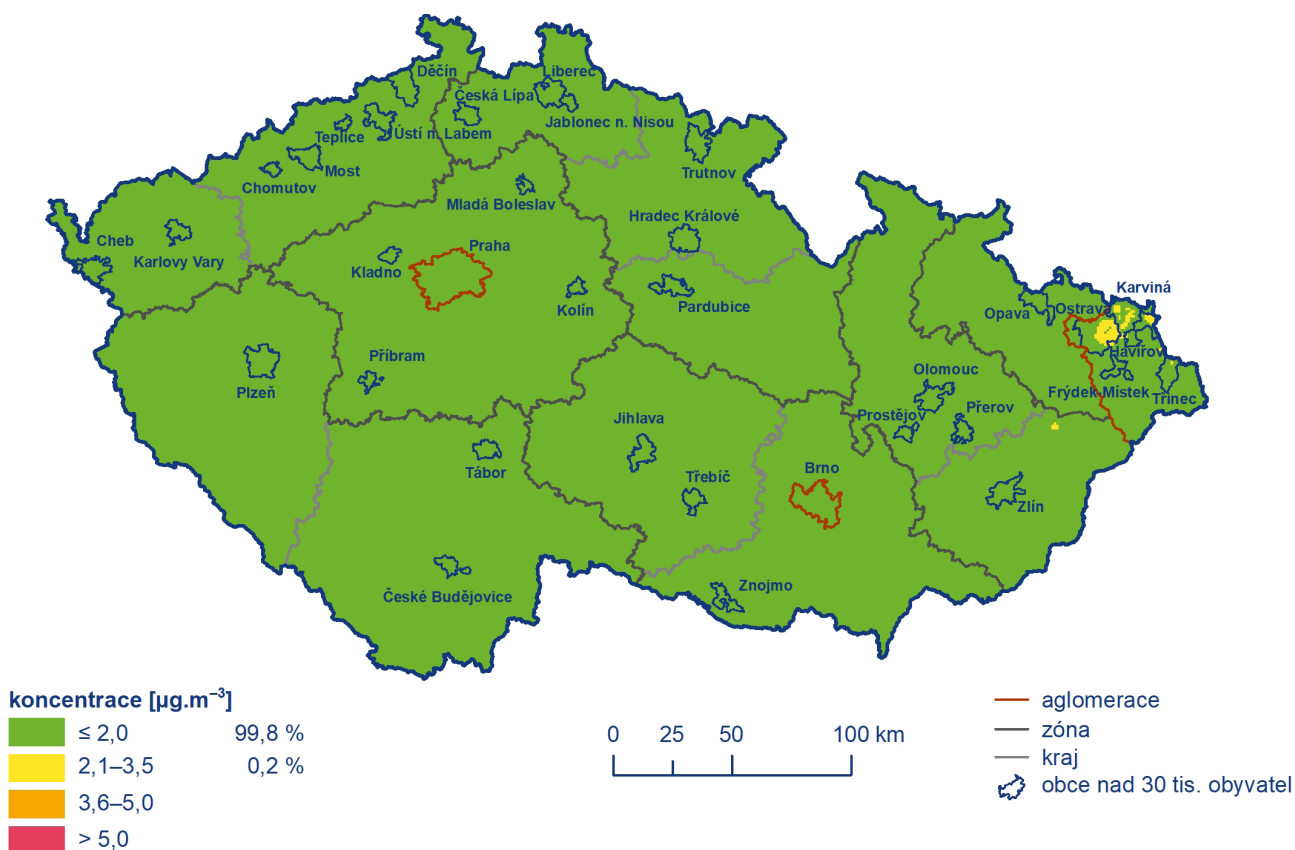 Děčín
Liberec
Česká Lípa
Jablonec n. Nisou
Teplice
Ústí n. Labem
Most
Chomutov
Trutnov
Mladá Boleslav
Hradec Králové
Cheb
Karlovy Vary
Praha
Kladno
Kolín
Pardubice
Karviná
Opava
Ostrava
Havířov
Příbram
Plzeň
Olomouc
Frýdek-Místek
Třinec
Prostějov
Přerov
Jihlava
Tábor
Třebíč
Brno
Zlín
České Budějovice
Znojmo
koncentrace [µg.m⁻³]
≤ 2,0 99,8 %
2,1–3,5 0,2 %
3,6–5,0
> 5,0
0 25 50 100 km
aglomerace
zóna
kraj
obce nad 30 tis. obyvatel